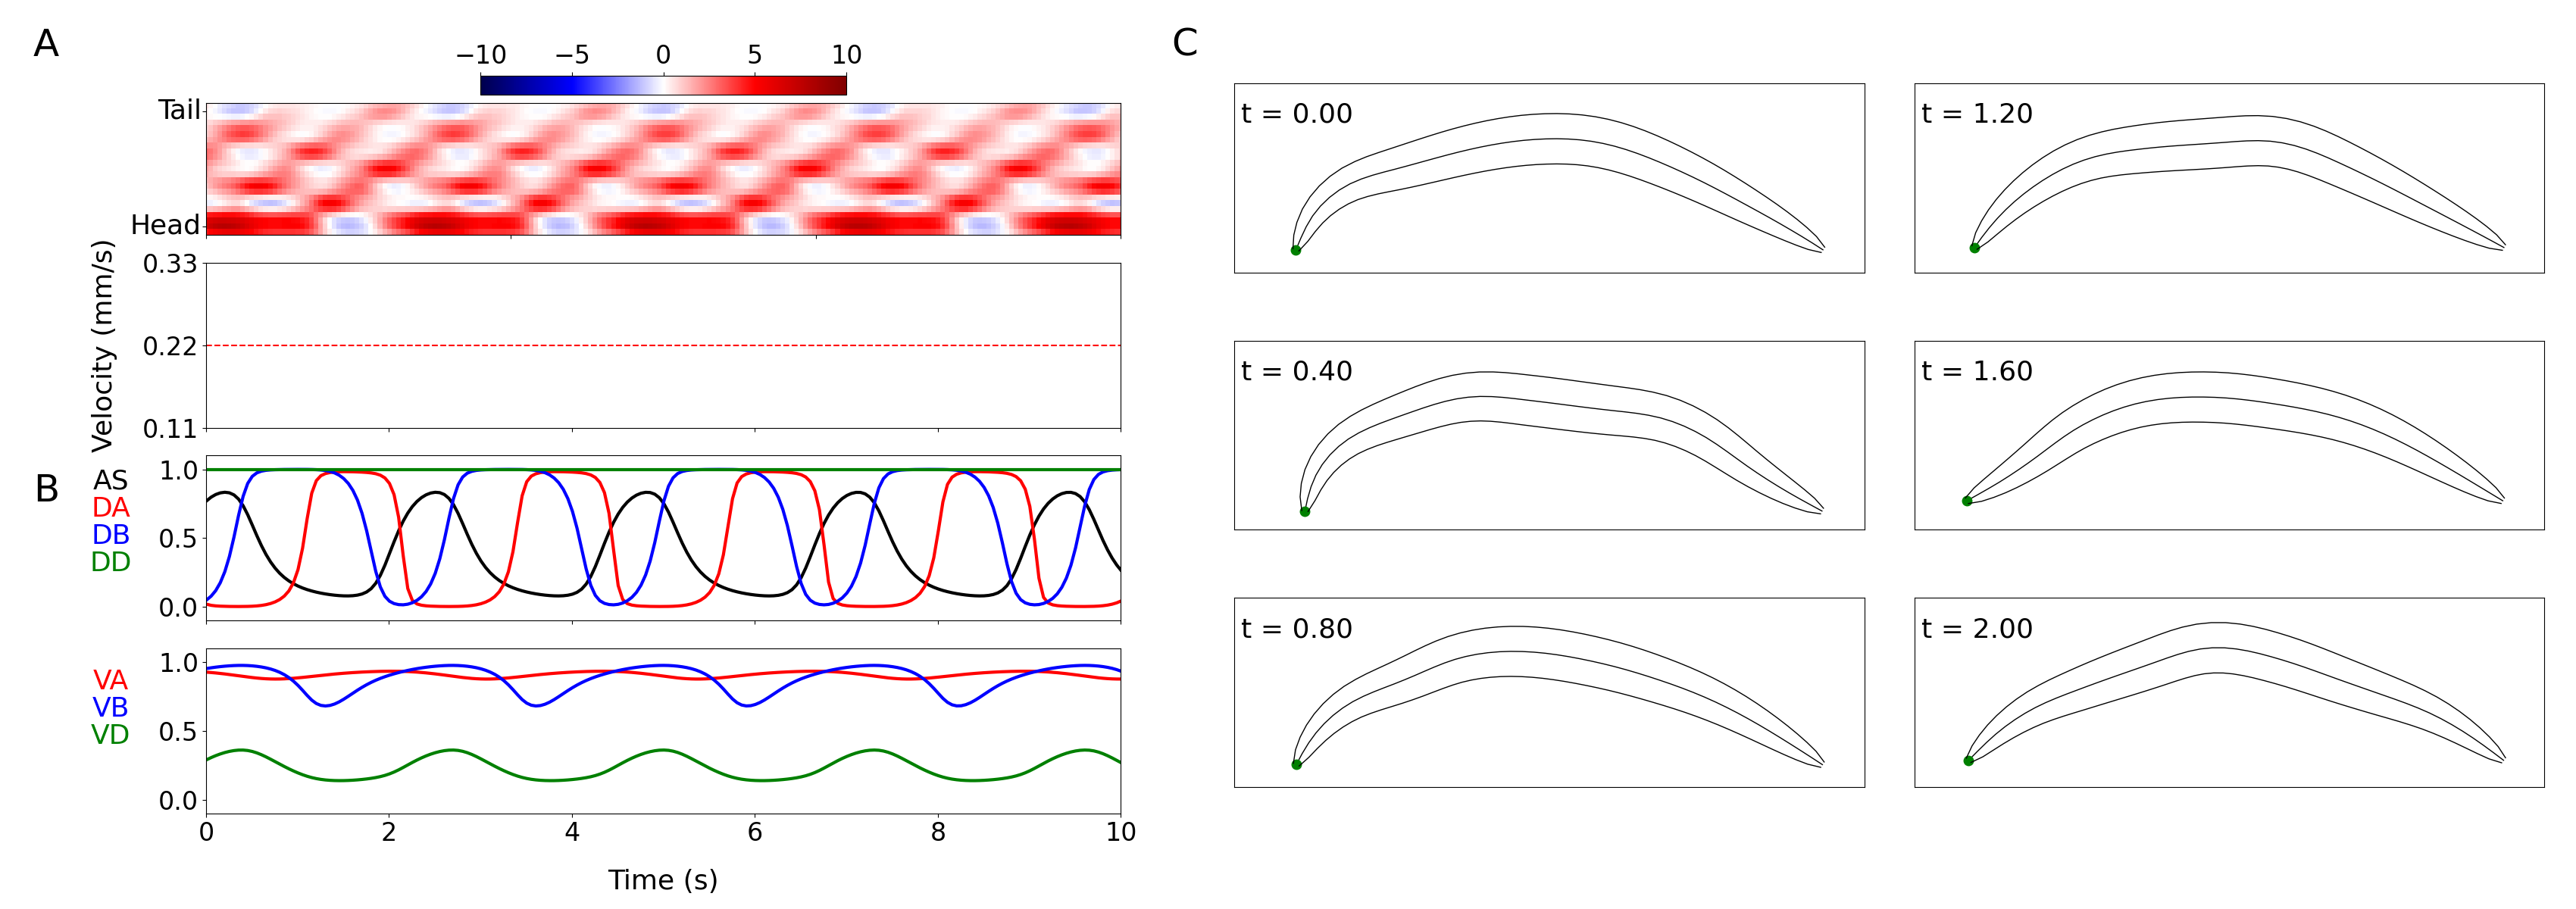 A
−10 −5 0 5 10
Tail
Head
Velocity (mm/s)
0.33
0.22
0.11
B
AS
DA
DB
DD
1.0
0.5
0.0
VA
VB
VD
1.0
0.5
0.0
0 2 4 6 8 10
Time (s)
C
t = 0.00
t = 1.20
t = 0.40
t = 1.60
t = 0.80
t = 2.00